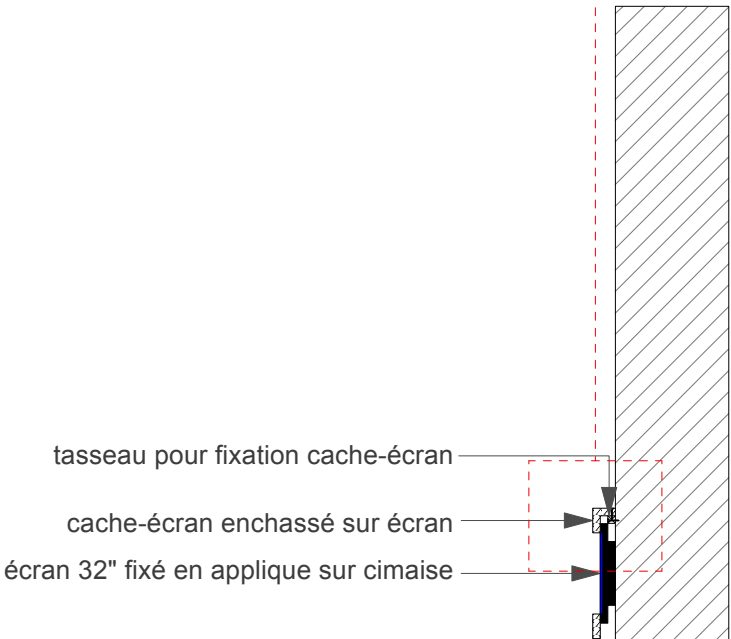 tasseau pour fixation cache-écran
cache-écran enchassé sur écran
écran 32" fixé en applique sur cimaise